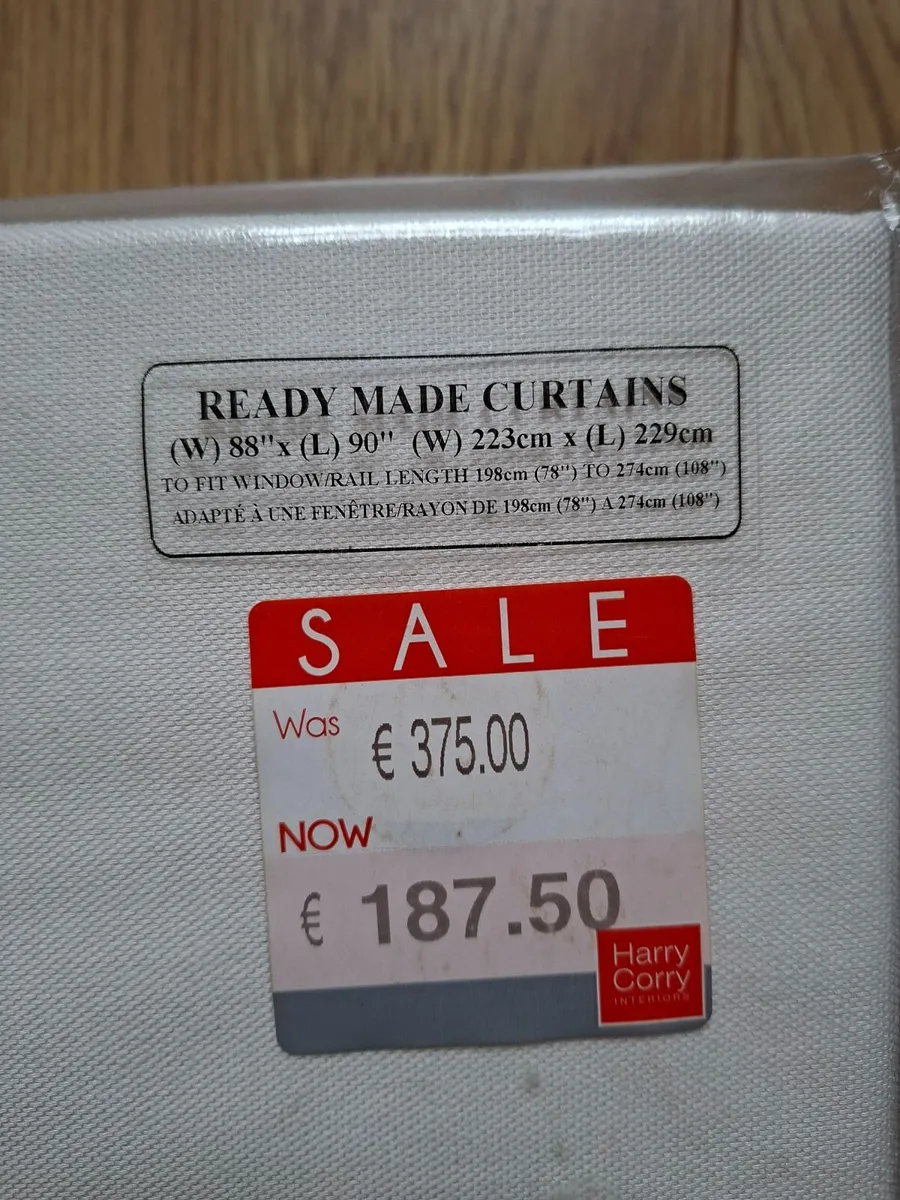 READY MADE CURTAINS
(W) 88"x (L) 90" (W) 223cm x (L) 229cm
TO FIT WINDOW/RAIL LENGTH 198cm (78") TO 274cm (108")
ADAPTÉ À UNE FENÊTRE/RAYON DE 198cm (78") A 274cm (108")
SALE
Was € 375.00
NOW
€ 187.50
Harry
Corry
INTERIORS